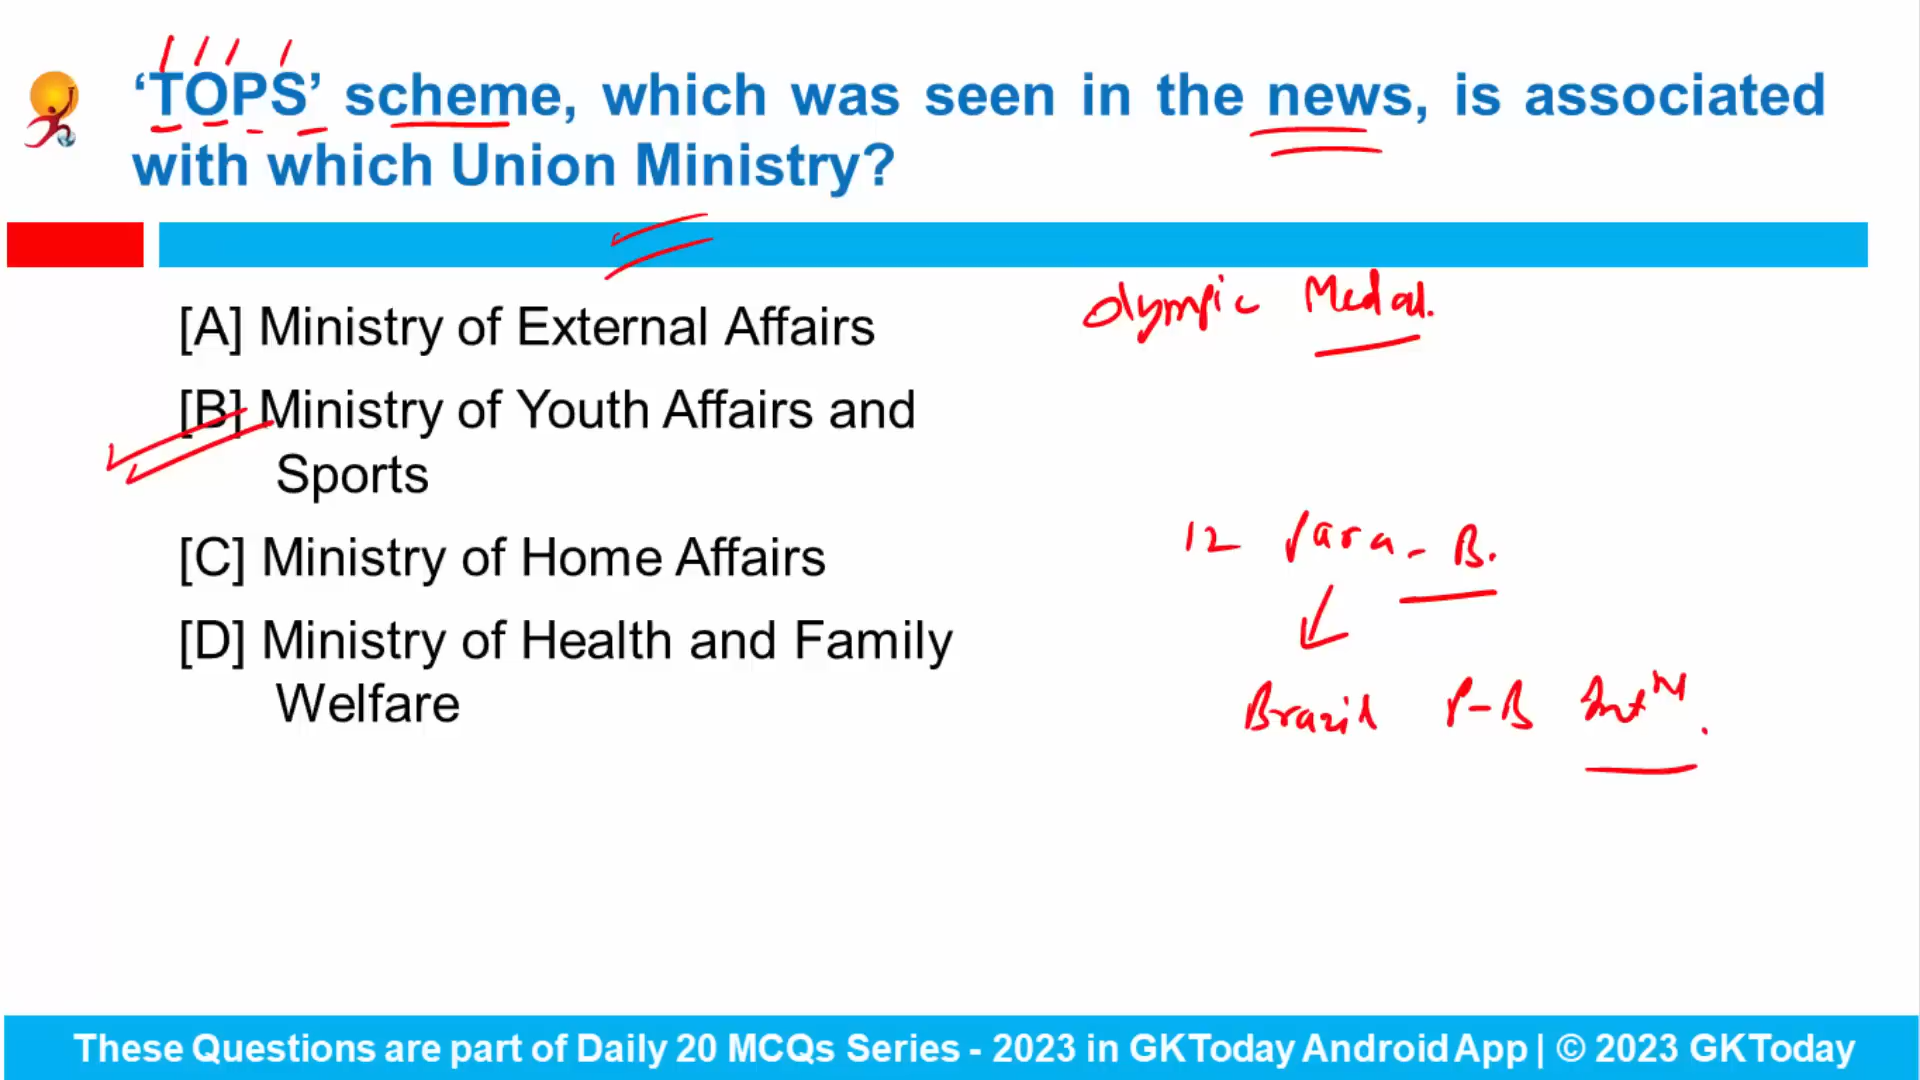 ‘TOPS’ scheme, which was seen in the news, is associated
with which Union Ministry?
[A] Ministry of External Affairs
Olympic Medal.
[B] Ministry of Youth Affairs and
Sports
12 Para - B.
[C] Ministry of Home Affairs
[D] Ministry of Health and Family
Welfare
Brazil P-B Int
These Questions are part of Daily 20 MCQs Series - 2023 in GKToday Android App | © 2023 GKToday